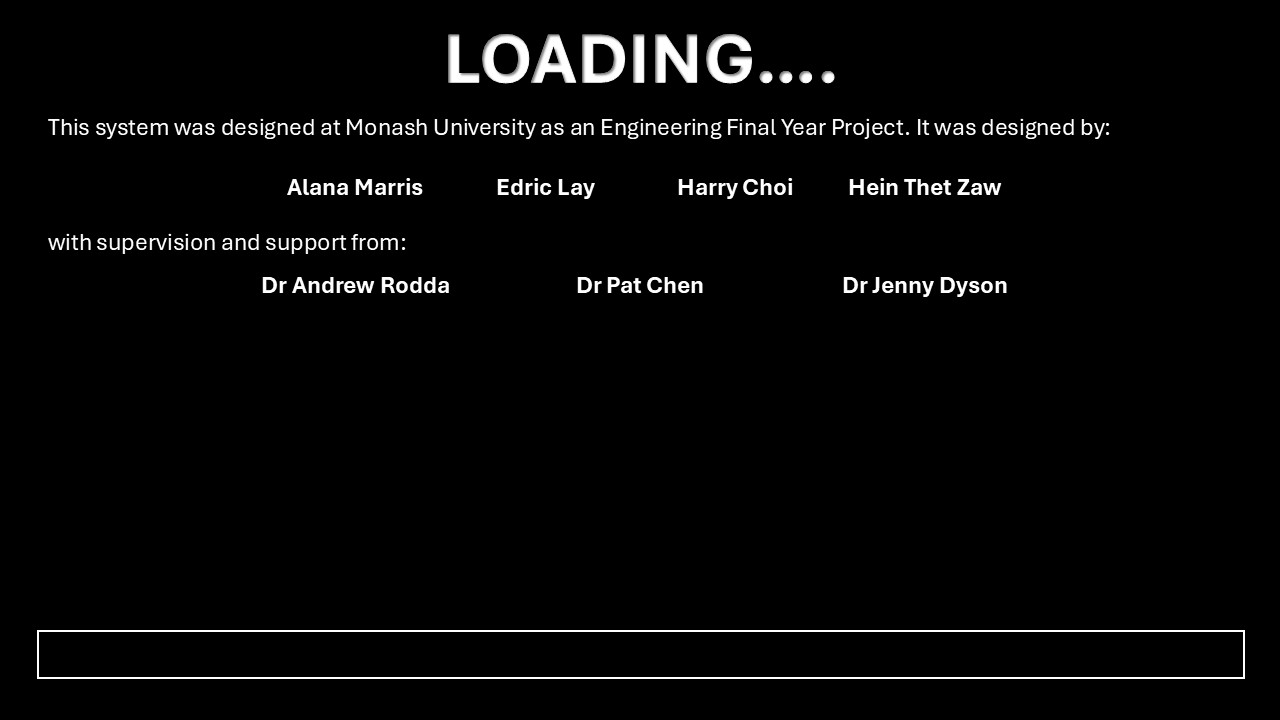 LOADING....
This system was designed at Monash University as an Engineering Final Year Project. It was designed by:
Alana Marris Edric Lay Harry Choi Hein Thet Zaw
with supervision and support from:
Dr Andrew Rodda Dr Pat Chen Dr Jenny Dyson